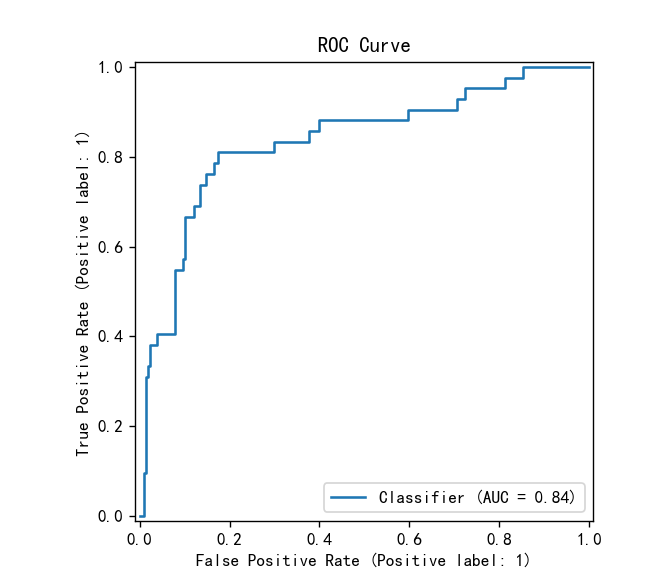 ROC Curve
1.0
0.8
0.6
0.4
0.2
0.0
True Positive Rate (Positive label: 1)
Classifier (AUC = 0.84)
0.0 0.2 0.4 0.6 0.8 1.0
False Positive Rate (Positive label: 1)